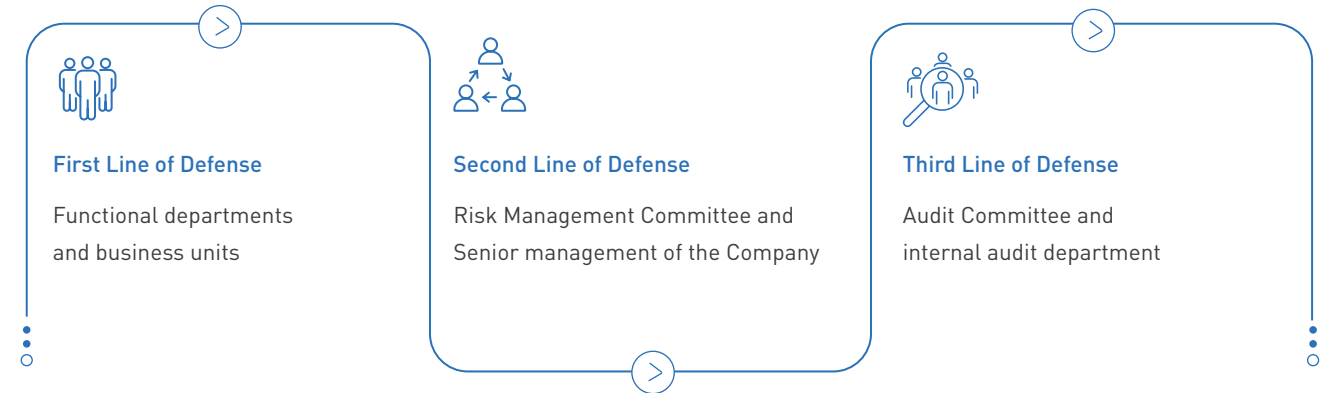 First Line of Defense
Functional departments
and business units
Second Line of Defense
Risk Management Committee and
Senior management of the Company
Third Line of Defense
Audit Committee and
internal audit department